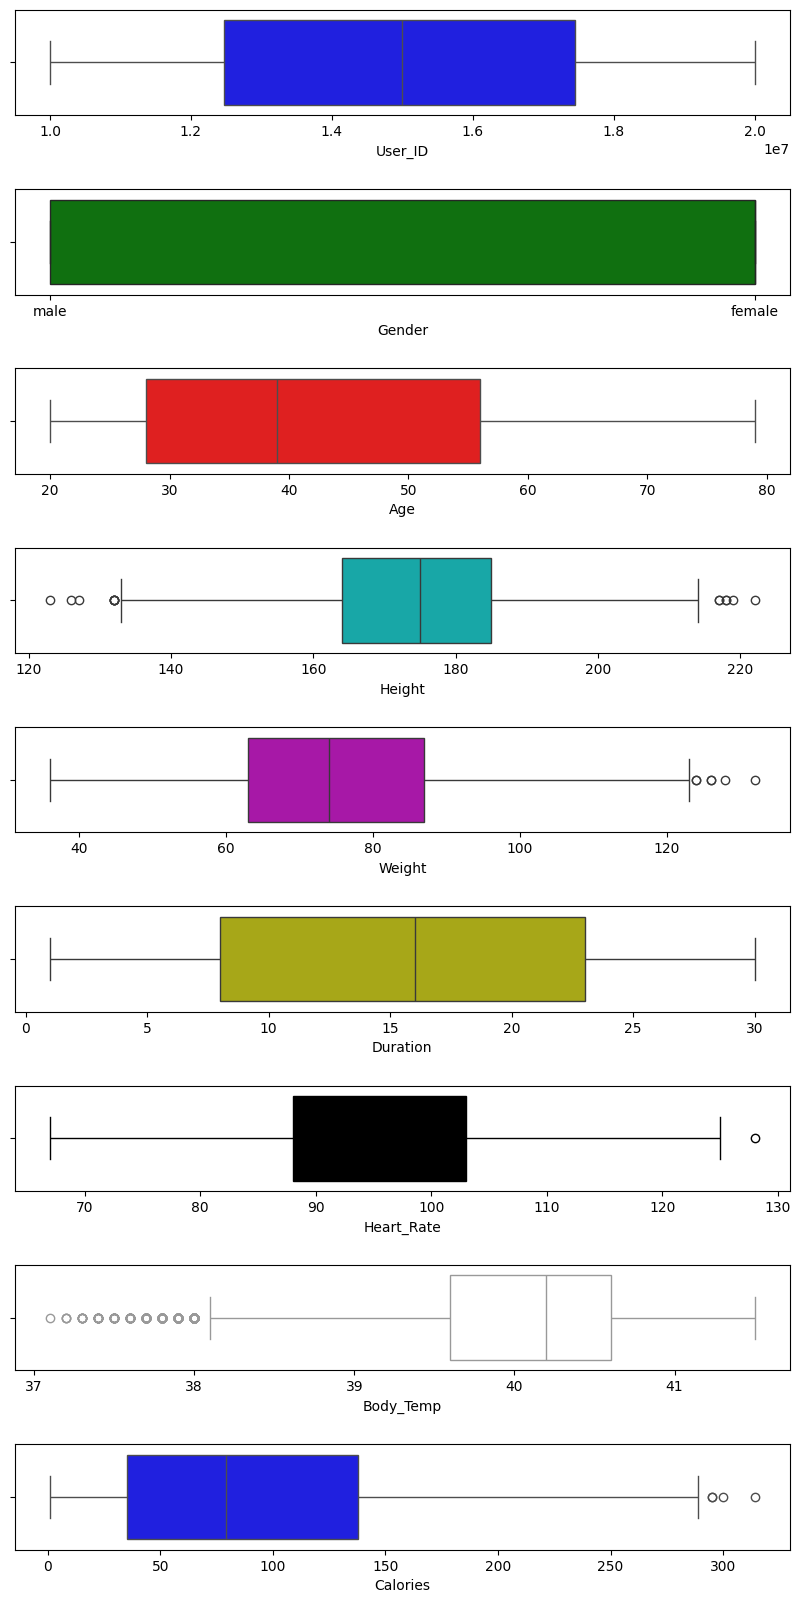 1.0 1.2 1.4 1.6 1.8 2.0
User_ID
1e7
male female
Gender
20 30 40 50 60 70 80
Age
120 140 160 180 200 220
Height
40 60 80 100 120
Weight
0 5 10 15 20 25 30
Duration
70 80 90 100 110 120 130
Heart_Rate
37 38 39 40 41
Body_Temp
0 50 100 150 200 250 300
Calories